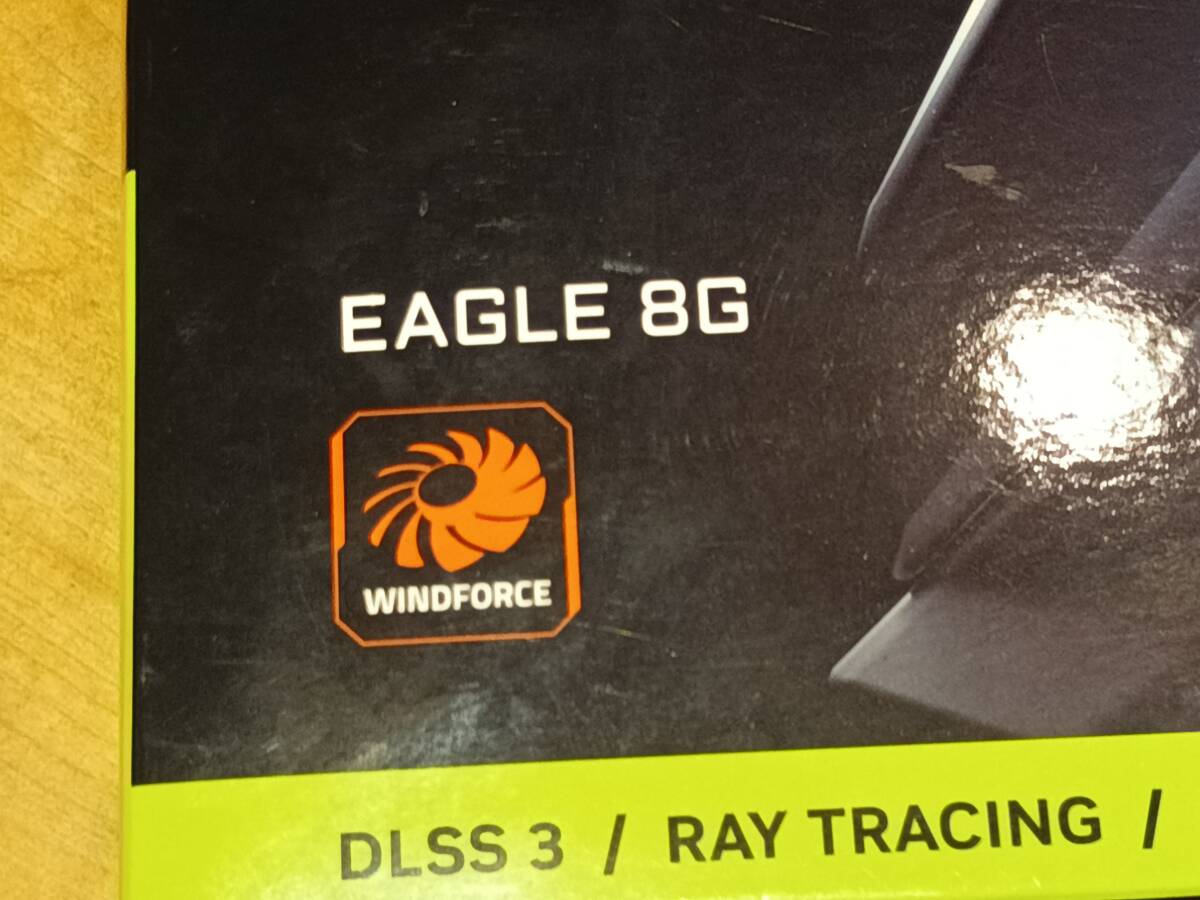 EAGLE 8G
WINDFORCE
DLSS 3 / RAY TRACING /